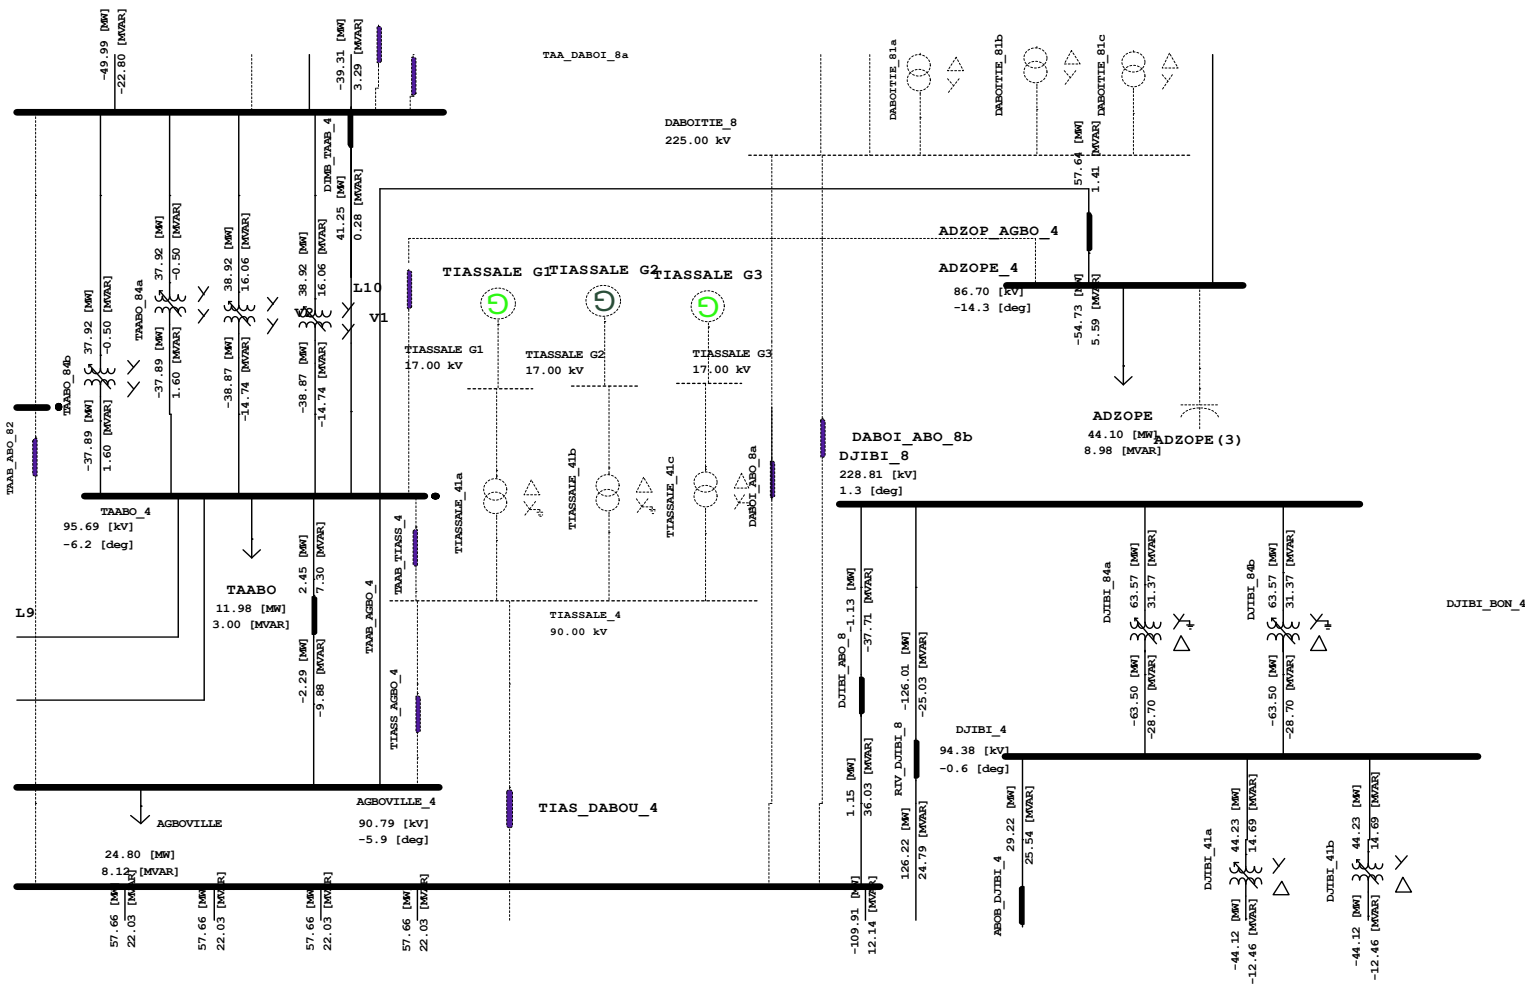 -49.99 [MW]
-22.80 [MVAR]
-39.31 [MW]
3.29 [MVAR]
TAA_DABOI_8a
DABOITIE_81a
DABOITIE_81b
DABOITIE_81c
DABOITIE_8
225.00 kV
DIMB_TAAB_4
57.64 [MW]
1.41 [MVAR]
41.25 [MW]
0.28 [MVAR]
ADZOP_AGBO_4
37.92 [MW]
-0.50 [MVAR]
38.92 [MW]
16.06 [MVAR]
38.92 [MW]
16.06 [MVAR]
TAABO_84a
TIASSALE G1
TIASSALE G2
TIASSALE G3
G
G
G
ADZOPE_4
86.70 [kV]
-14.3 [deg]
L10
V1
37.92 [MW]
-0.50 [MVAR]
-37.89 [MW]
1.60 [MVAR]
-38.87 [MW]
-14.74 [MVAR]
-38.87 [MW]
-14.74 [MVAR]
-54.73 [MW]
5.59 [MVAR]
TIASSALE G1
17.00 kV
TIASSALE G2
17.00 kV
TIASSALE G3
17.00 kV
TAABO_84b
-37.89 [MW]
1.60 [MVAR]
TAAB_ABO_82
ADZOPE
44.10 [MW]
8.98 [MVAR]
ADZOPE(3)
DABOI_ABO_8b
DJIBI_8
228.81 [kV]
1.3 [deg]
TIASSALE_41a
TIASSALE_41b
TIASSALE_41c
DABOI_ABO_8a
TAABO_4
95.69 [kV]
-6.2 [deg]
TAAB_TIASS_4
2.45 [MW]
7.30 [MVAR]
TAABO
11.98 [MW]
3.00 [MVAR]
TAAB_AGBO_4
TIASSALE_4
90.00 kV
L9
-1.13 [MW]
-37.71 [MVAR]
DJIBI_84a
63.57 [MW]
31.37 [MVAR]
DJIBI_84b
63.57 [MW]
31.37 [MVAR]
DJIBI_BON_4
-2.29 [MW]
-9.88 [MVAR]
TIASS_AGBO_4
DJIBI_ABO_8
-126.01 [MW]
-25.03 [MVAR]
-63.50 [MW]
-28.70 [MVAR]
-63.50 [MW]
-28.70 [MVAR]
RIV_DJIBI_8
DJIBI_4
94.38 [kV]
-0.6 [deg]
AGBOVILLE_4
90.79 [kV]
-5.9 [deg]
TIAS_DABOU_4
1.15 [MW]
36.03 [MVAR]
126.22 [MW]
24.79 [MVAR]
AGBOVILLE
24.80 [MW]
8.12 [MVAR]
29.22 [MW]
25.54 [MVAR]
ABOB_DJIBI_4
DJIBI_41a
44.23 [MW]
14.69 [MVAR]
DJIBI_41b
44.23 [MW]
14.69 [MVAR]
57.66 [MW]
22.03 [MVAR]
57.66 [MW]
22.03 [MVAR]
57.66 [MW]
22.03 [MVAR]
57.66 [MW]
22.03 [MVAR]
-109.91 [MW]
12.14 [MVAR]
-44.12 [MW]
-12.46 [MVAR]
-44.12 [MW]
-12.46 [MVAR]